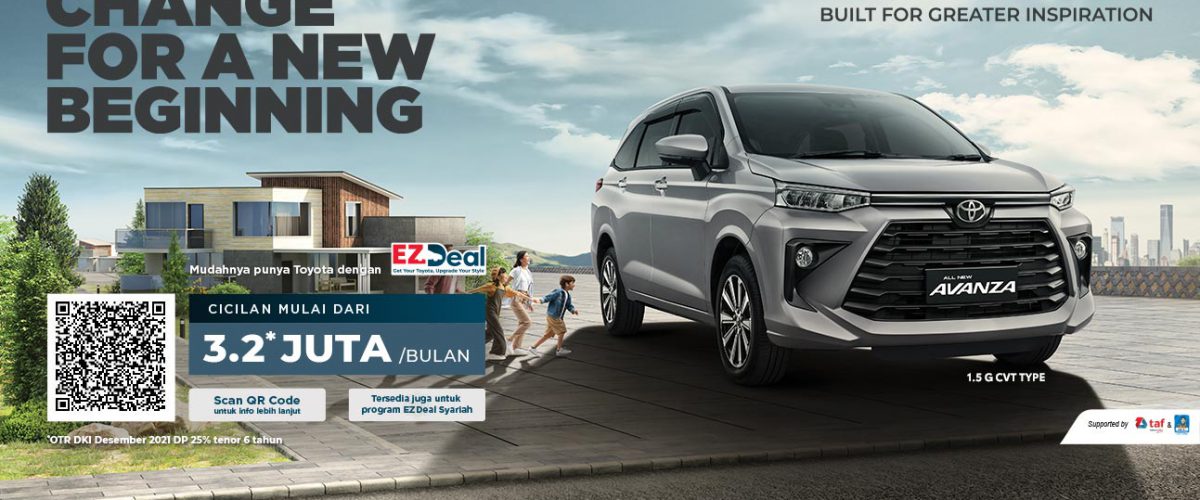 CHANGE
FOR A NEW
BEGINNING
BUILT FOR GREATER INSPIRATION
Mudahnya punya Toyota dengan
EZDeal
Get Your Toyota, Upgrade Your Style
CICILAN MULAI DARI
3.2* JUTA /BULAN
Scan QR Code
untuk info lebih lanjut
Tersedia juga untuk
program EZDeal Syariah
*OTR DKI Desember 2021 DP 25% tenor 6 tahun
ALL NEW
AVANZA
1.5 G CVT TYPE
Supported by taf &